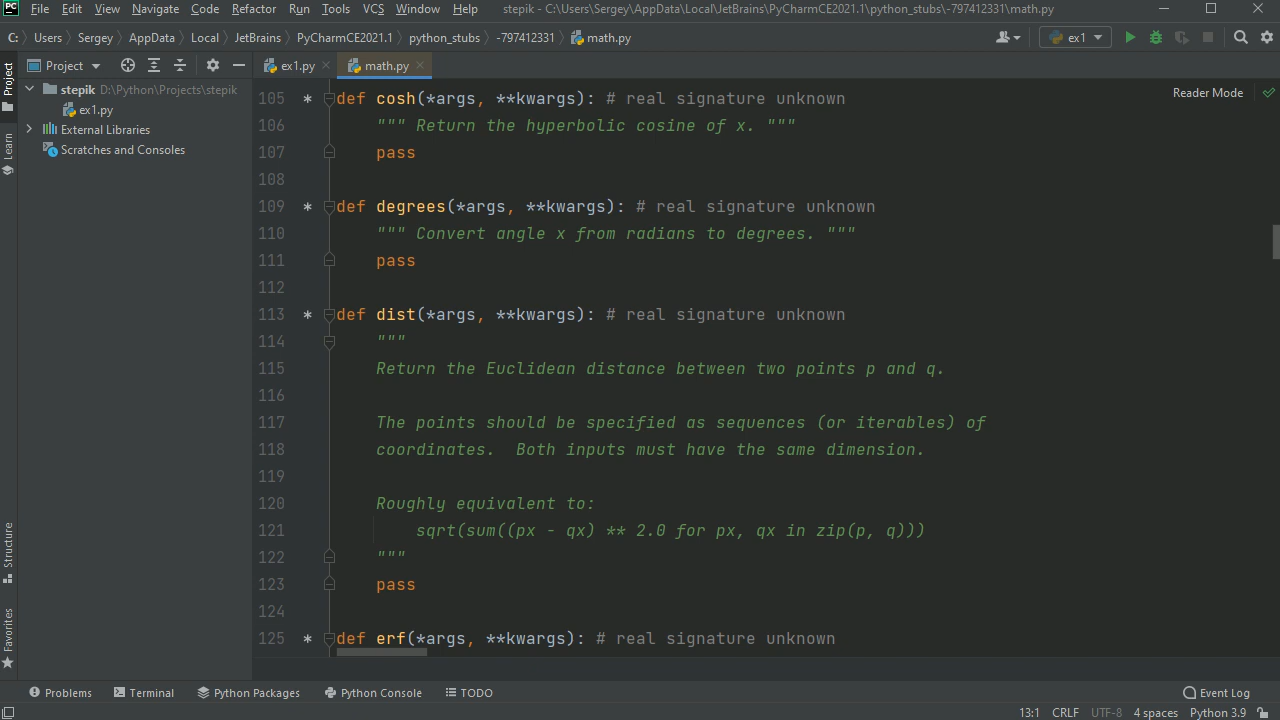 PC File Edit View Navigate Code Refactor Run Tools VCS Window Help stepik - C:\Users\Sergey\AppData\Local\JetBrains\PyCharmCE2021.1\python_stubs\-797412331\math.py
C: Users Sergey AppData Local JetBrains PyCharmCE2021.1 python_stubs -797412331 math.py ex1
Project ex1.py math.py
Project
Learn
Structure
Favorites
stepik D:\Python\Projects\stepik
ex1.py
External Libraries
Scratches and Consoles
Reader Mode
105 * def cosh(*args, **kwargs): # real signature unknown
106 """ Return the hyperbolic cosine of x. """
107 pass
108
109 * def degrees(*args, **kwargs): # real signature unknown
110 """ Convert angle x from radians to degrees. """
111 pass
112
113 * def dist(*args, **kwargs): # real signature unknown
114 """
115 Return the Euclidean distance between two points p and q.
116
117 The points should be specified as sequences (or iterables) of
118 coordinates.  Both inputs must have the same dimension.
119
120 Roughly equivalent to:
121 sqrt(sum((px - qx) ** 2.0 for px, qx in zip(p, q)))
122 """
123 pass
124
125 * def erf(*args, **kwargs): # real signature unknown
Problems Terminal Python Packages Python Console TODO Event Log
13:1 CRLF UTF-8 4 spaces Python 3.9